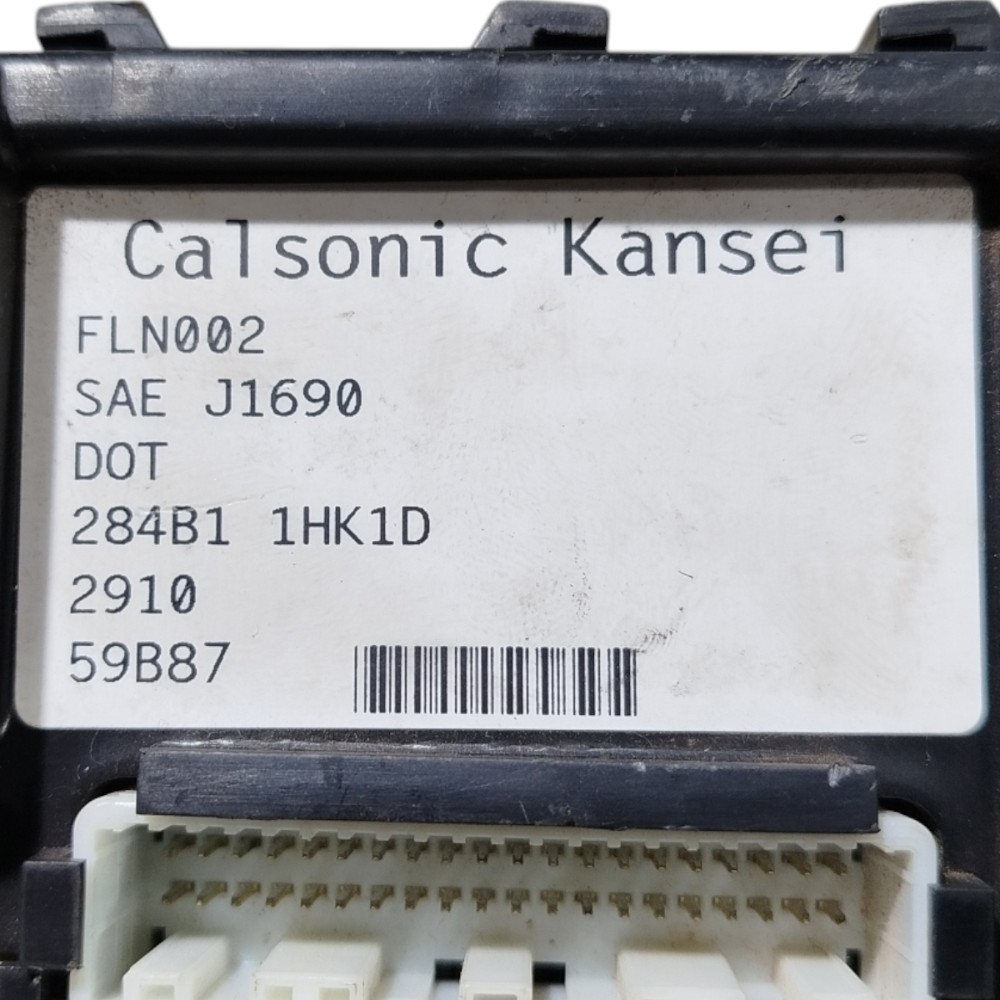 Calsonic Kansei
FLN002
SAE J1690
DOT
284B1 1HK1D
2910
59B87